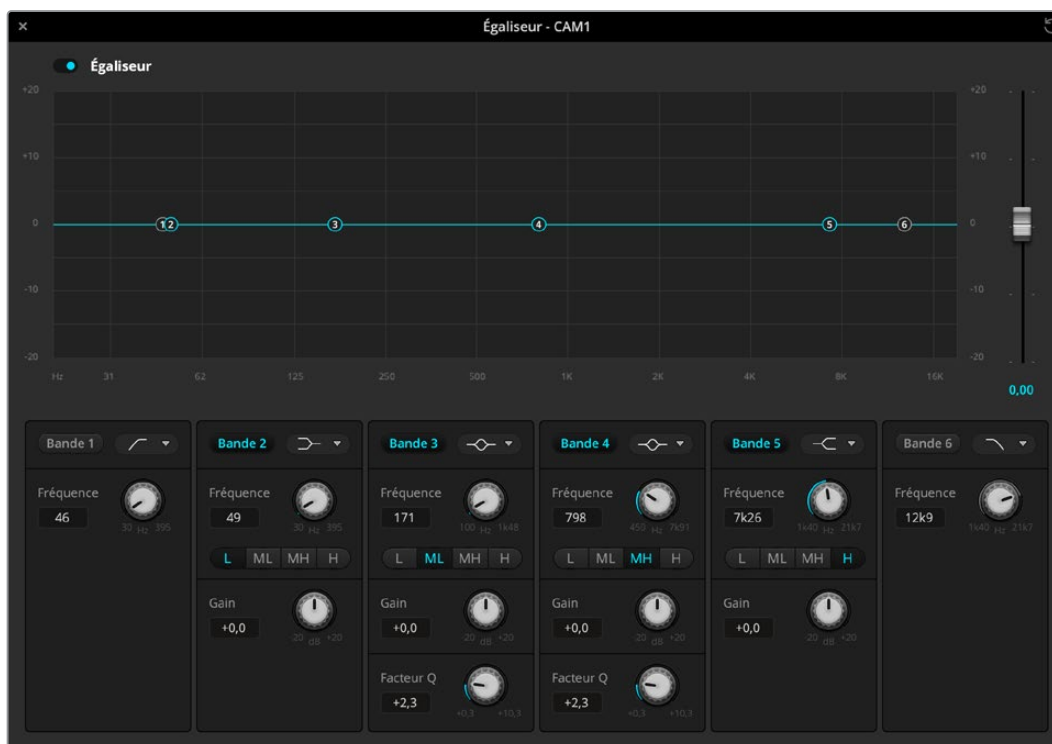 × Égaliseur - CAM1
Égaliseur
+20 +20
+10 +10
0 1 2 3 4 5 6 0
-10 -10
-20 -20
Hz 31 62 125 250 500 1K 2K 4K 8K 16K
0,00
Bande 1 Bande 2 Bande 3 Bande 4 Bande 5 Bande 6
Fréquence Fréquence Fréquence Fréquence Fréquence Fréquence
46 49 171 798 7k26 12k9
30 Hz 395 30 Hz 395 100 Hz 1k48 450 Hz 7k91 1k40 Hz 21k7 1k40 Hz 21k7
L ML MH H L ML MH H L ML MH H L ML MH H
Gain Gain Gain Gain
+0,0 +0,0 +0,0 +0,0
-20 dB +20 -20 dB +20 -20 dB +20 -20 dB +20
Facteur Q Facteur Q
+2,3 +2,3
+0,3 +10,3 +0,3 +10,3